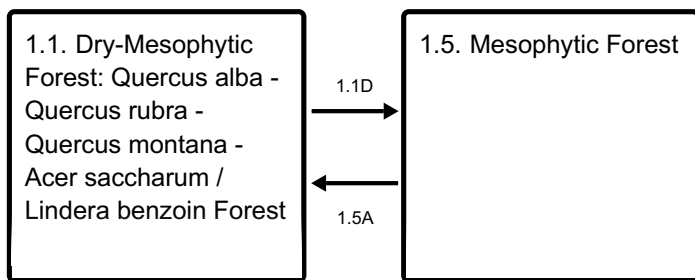 1.1. Dry-Mesophytic
Forest: Quercus alba -
Quercus rubra -
Quercus montana -
Acer saccharum /
Lindera benzoin Forest
1.1D
1.5A
1.5. Mesophytic Forest